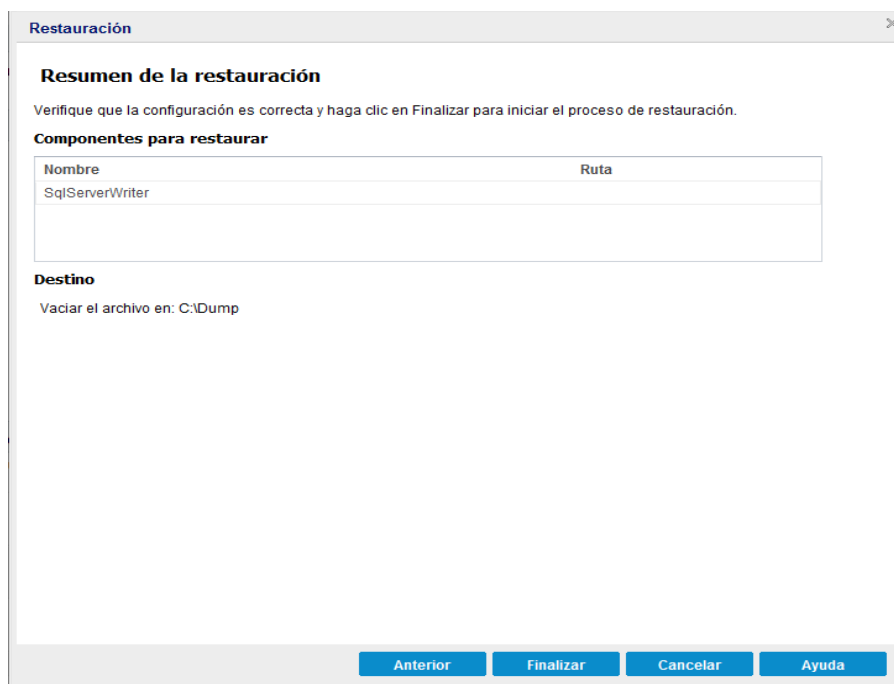 Restauración
Resumen de la restauración
Verifique que la configuración es correcta y haga clic en Finalizar para iniciar el proceso de restauración.
Componentes para restaurar
Nombre Ruta
SqlServerWriter
Destino
Vaciar el archivo en: C:\Dump
Anterior Finalizar Cancelar Ayuda